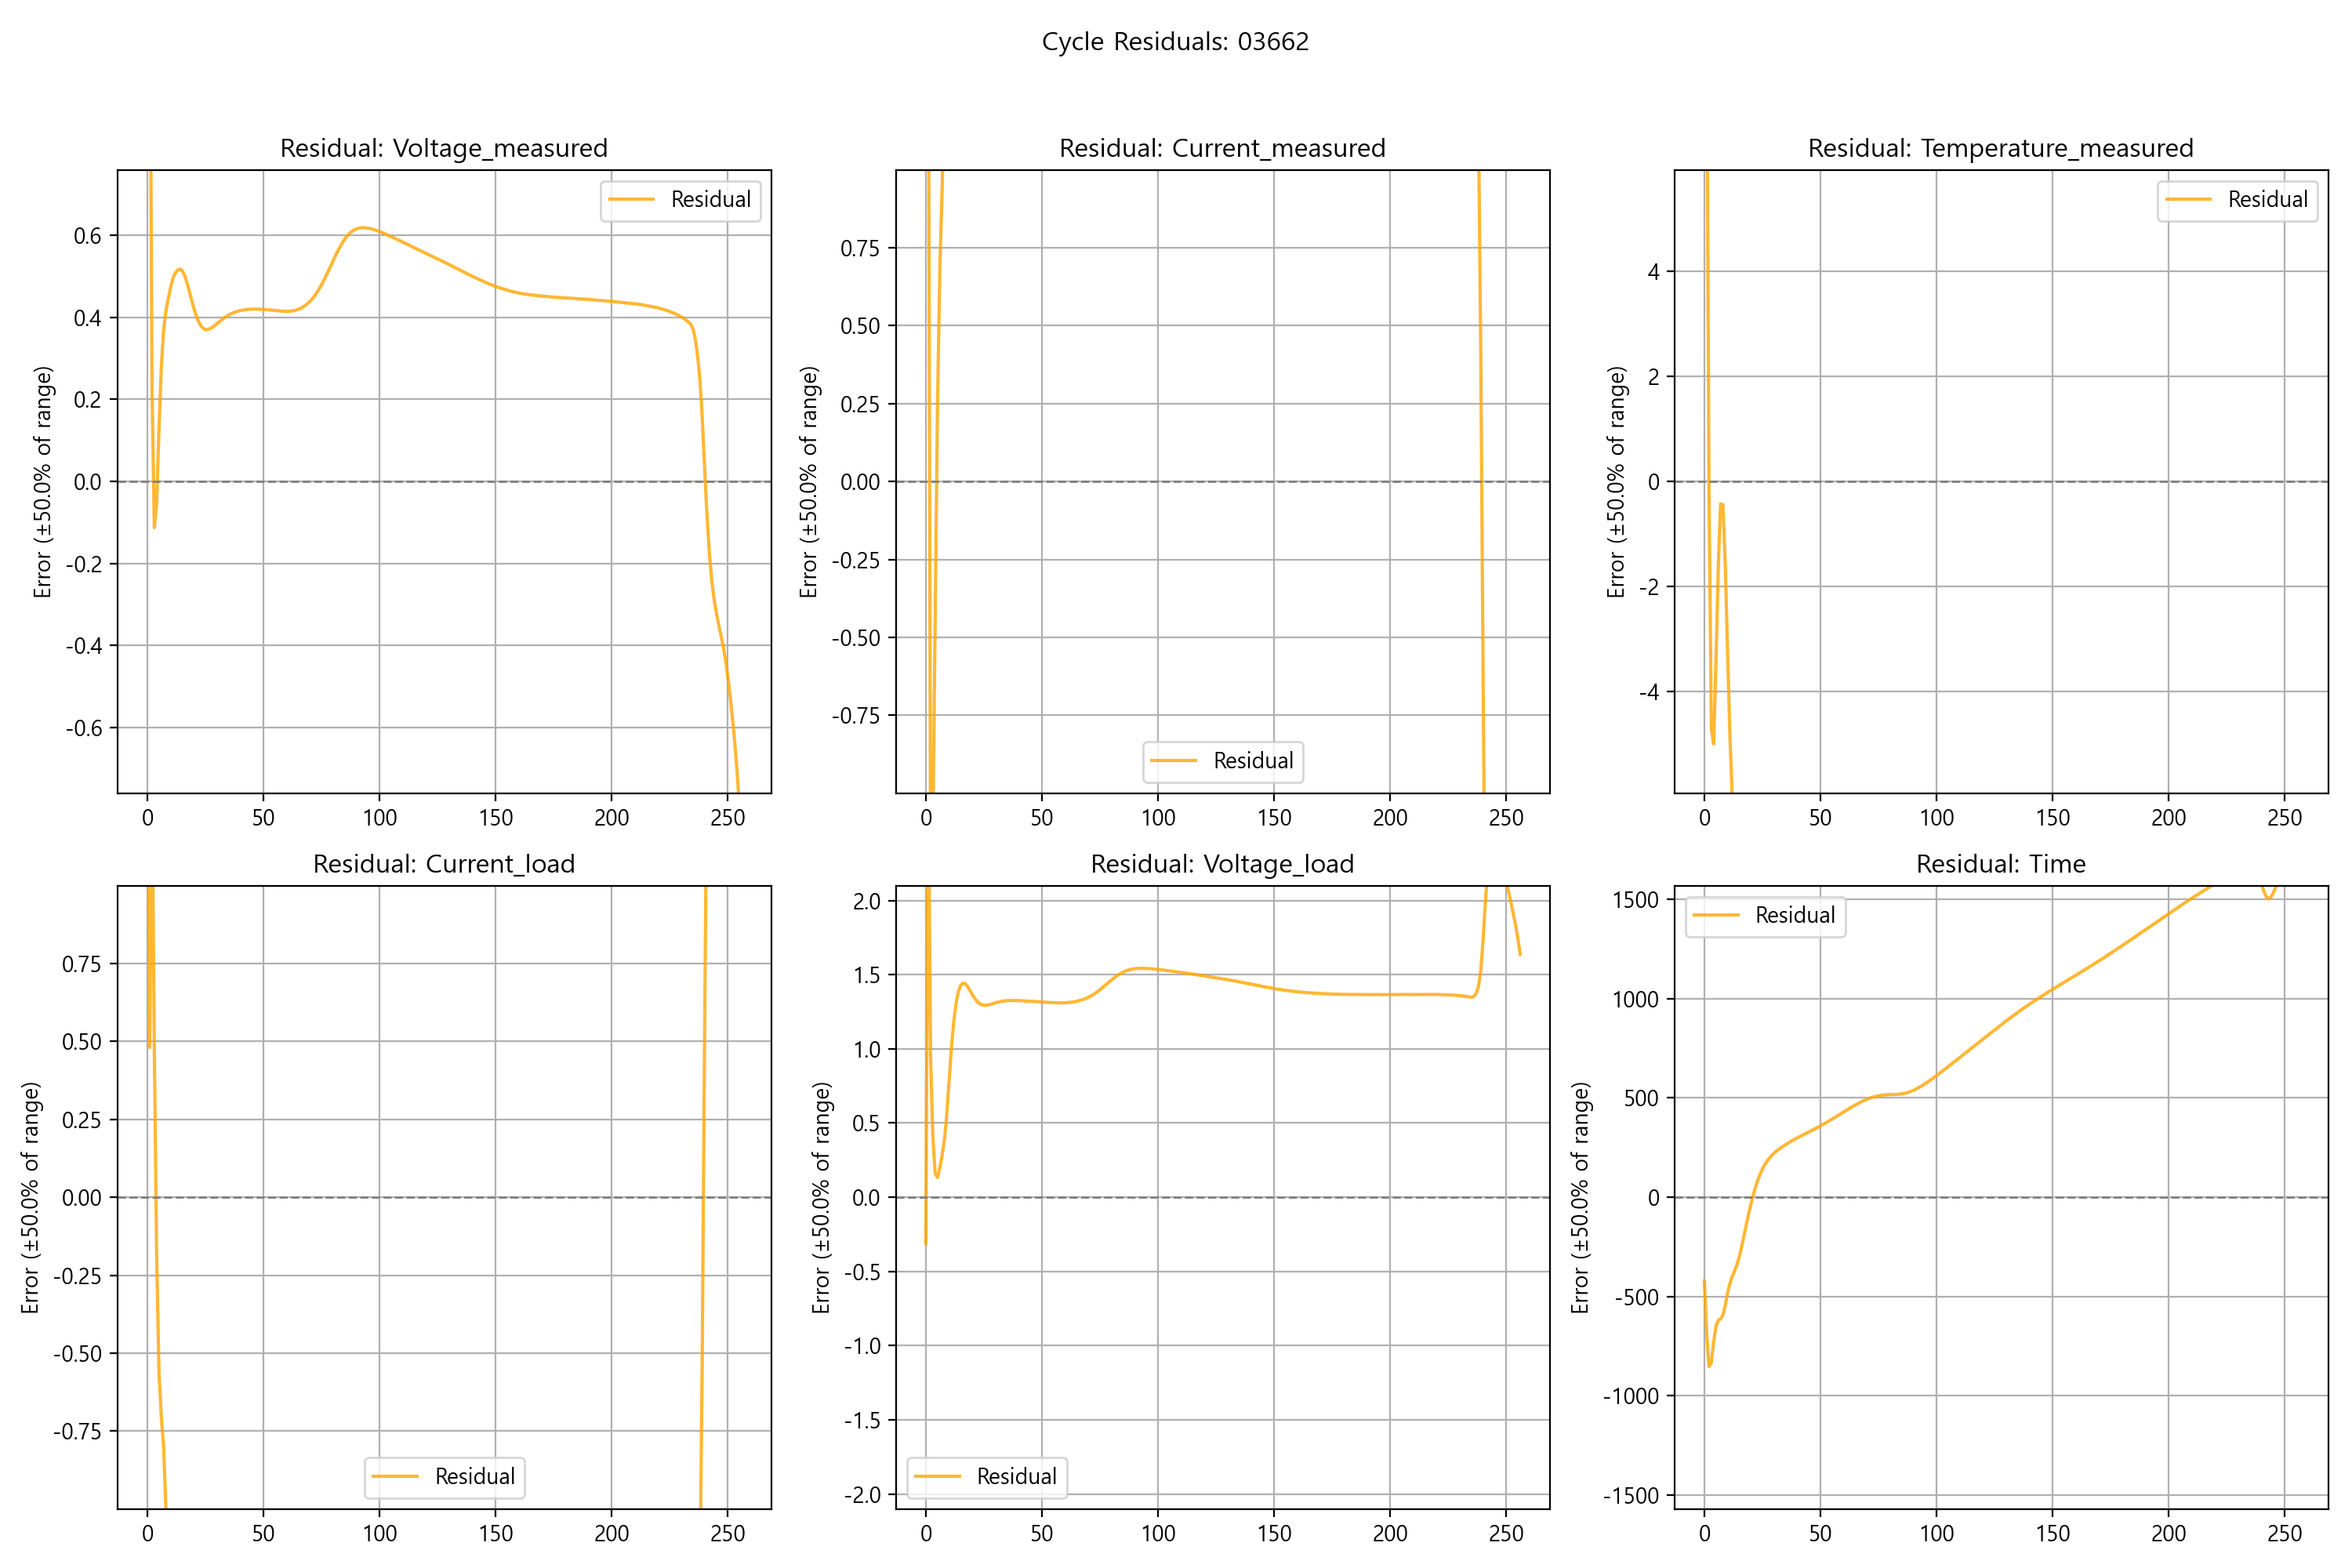 Cycle Residuals: 03662
Residual: Voltage_measured
Error (±50.0% of range)
0.6
0.4
0.2
0.0
-0.2
-0.4
-0.6
Residual
0 50 100 150 200 250
Residual: Current_measured
Error (±50.0% of range)
0.75
0.50
0.25
0.00
-0.25
-0.50
-0.75
Residual
0 50 100 150 200 250
Residual: Temperature_measured
Error (±50.0% of range)
Residual
4
2
0
-2
-4
0 50 100 150 200 250
Residual: Current_load
Error (±50.0% of range)
0.75
0.50
0.25
0.00
-0.25
-0.50
-0.75
Residual
0 50 100 150 200 250
Residual: Voltage_load
Error (±50.0% of range)
2.0
1.5
1.0
0.5
0.0
-0.5
-1.0
-1.5
-2.0
Residual
0 50 100 150 200 250
Residual: Time
Error (±50.0% of range)
1500
1000
500
0
-500
-1000
-1500
Residual
0 50 100 150 200 250